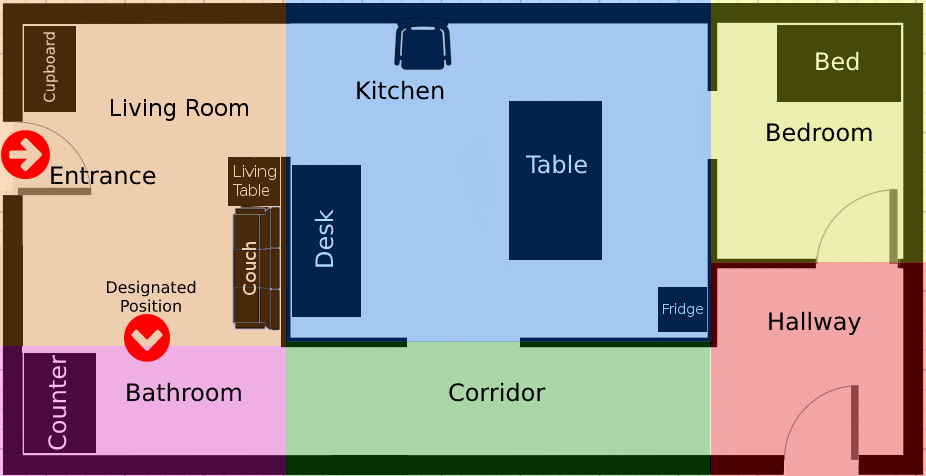 Cupboard
Living Room
Entrance
Living
Table
Couch
Designated
Position
Counter
Bathroom
Kitchen
Desk
Table
Fridge
Corridor
Bed
Bedroom
Hallway